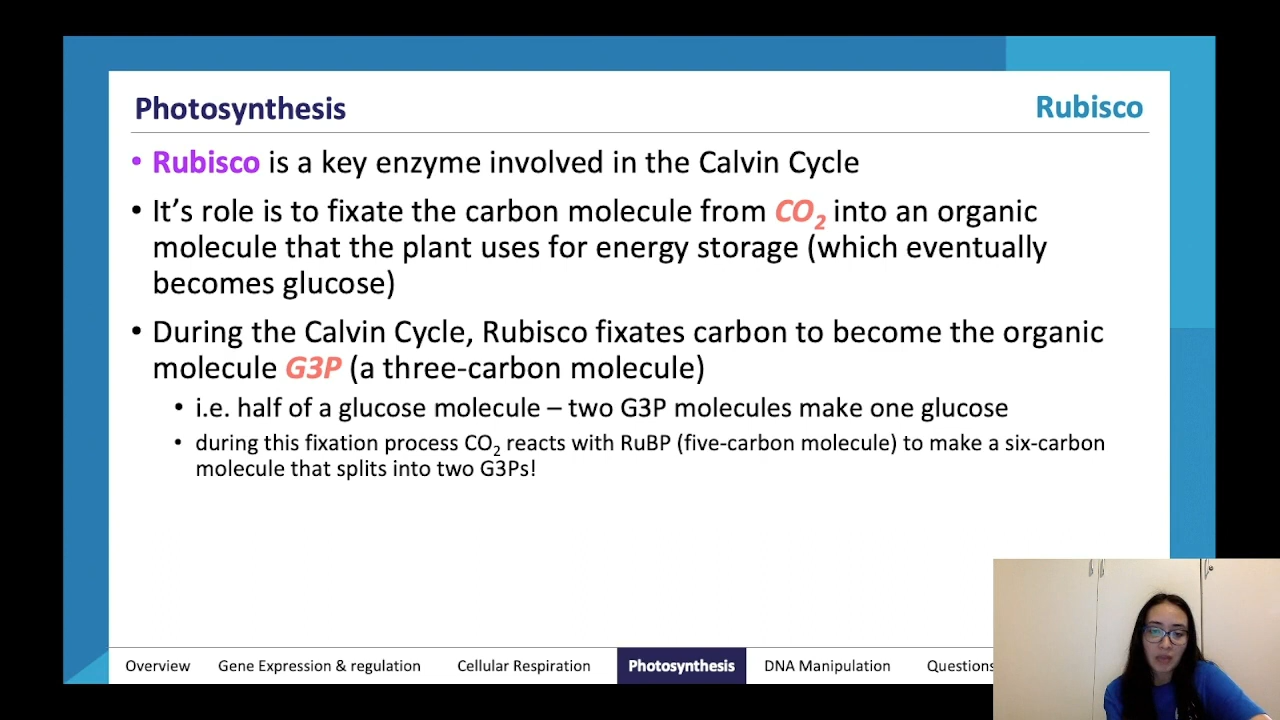 Photosynthesis
Rubisco
• Rubisco is a key enzyme involved in the Calvin Cycle
• It’s role is to fixate the carbon molecule from CO₂ into an organic
molecule that the plant uses for energy storage (which eventually
becomes glucose)
• During the Calvin Cycle, Rubisco fixates carbon to become the organic
molecule G3P (a three-carbon molecule)
• i.e. half of a glucose molecule – two G3P molecules make one glucose
• during this fixation process CO₂ reacts with RuBP (five-carbon molecule) to make a six-carbon
molecule that splits into two G3Ps!
Overview Gene Expression & regulation Cellular Respiration Photosynthesis DNA Manipulation Questions